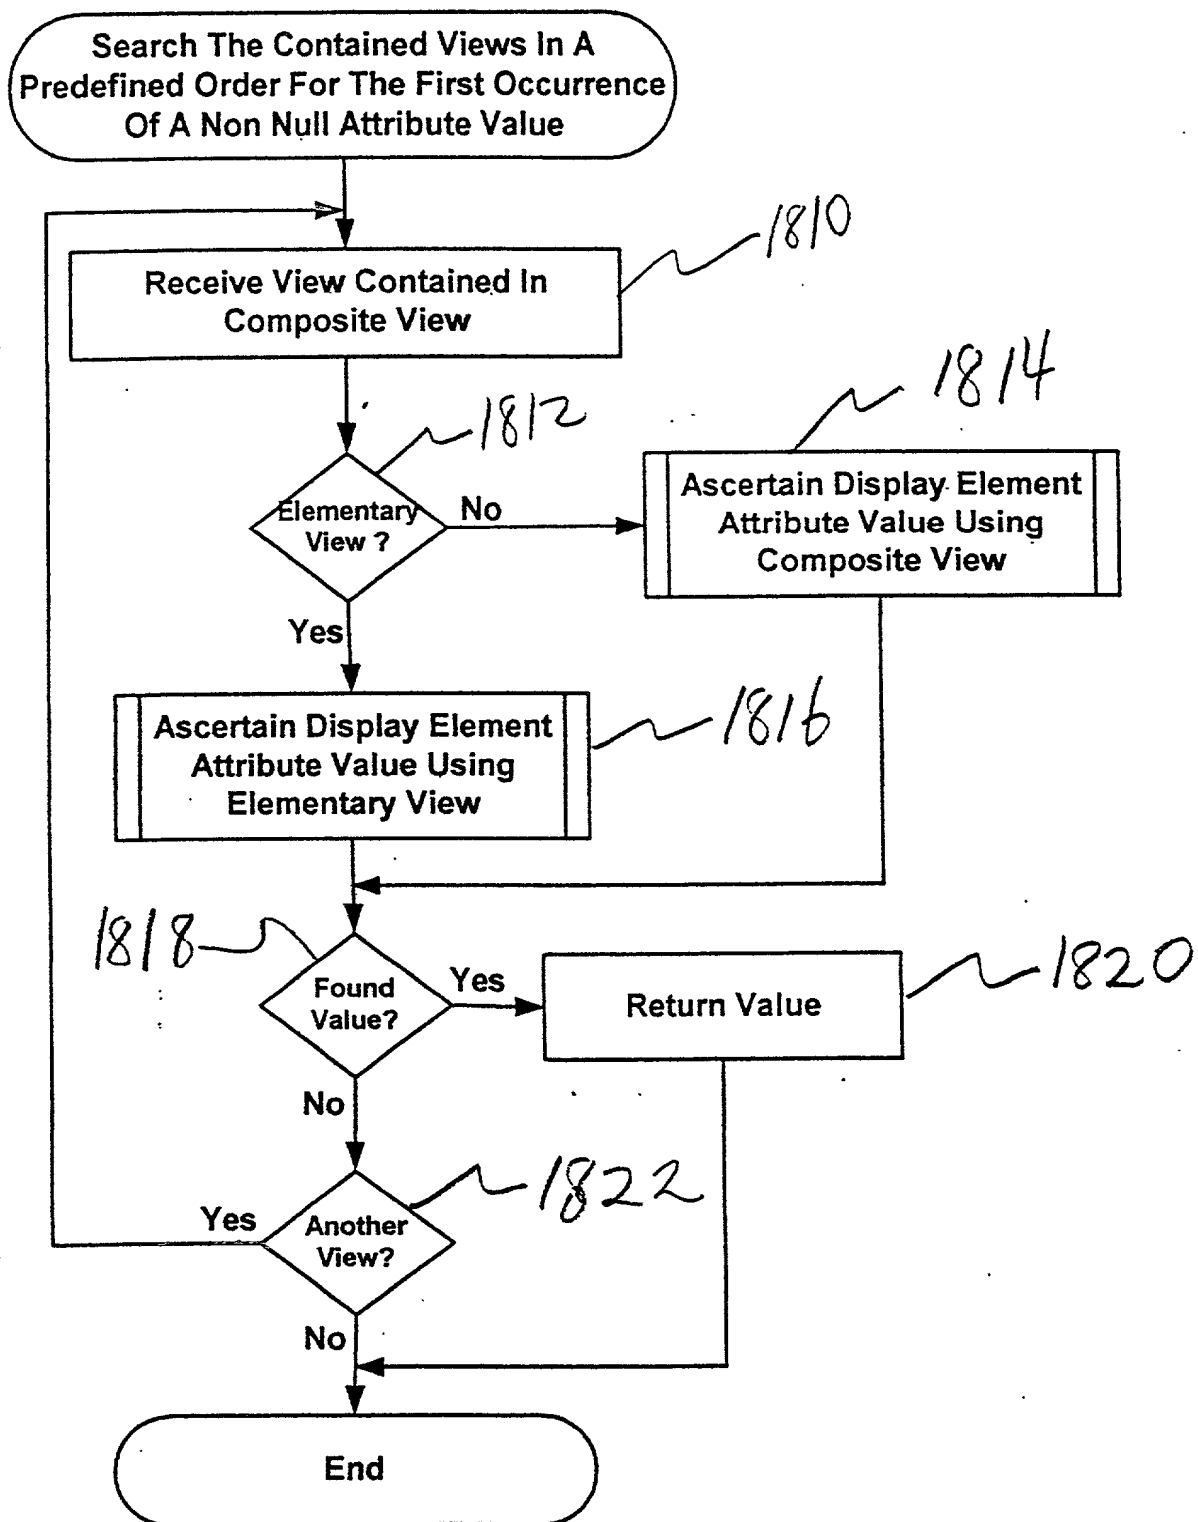 Search The Contained Views In A
Predefined Order For The First Occurrence
Of A Non Null Attribute Value
1810
Receive View Contained In
Composite View
1812
1814
Elementary
View ?
No
Ascertain Display Element
Attribute Value Using
Composite View
Yes
1816
Ascertain Display Element
Attribute Value Using
Elementary View
1818
Found
Value?
Yes
Return Value
1820
No
1822
Yes
Another
View?
No
End